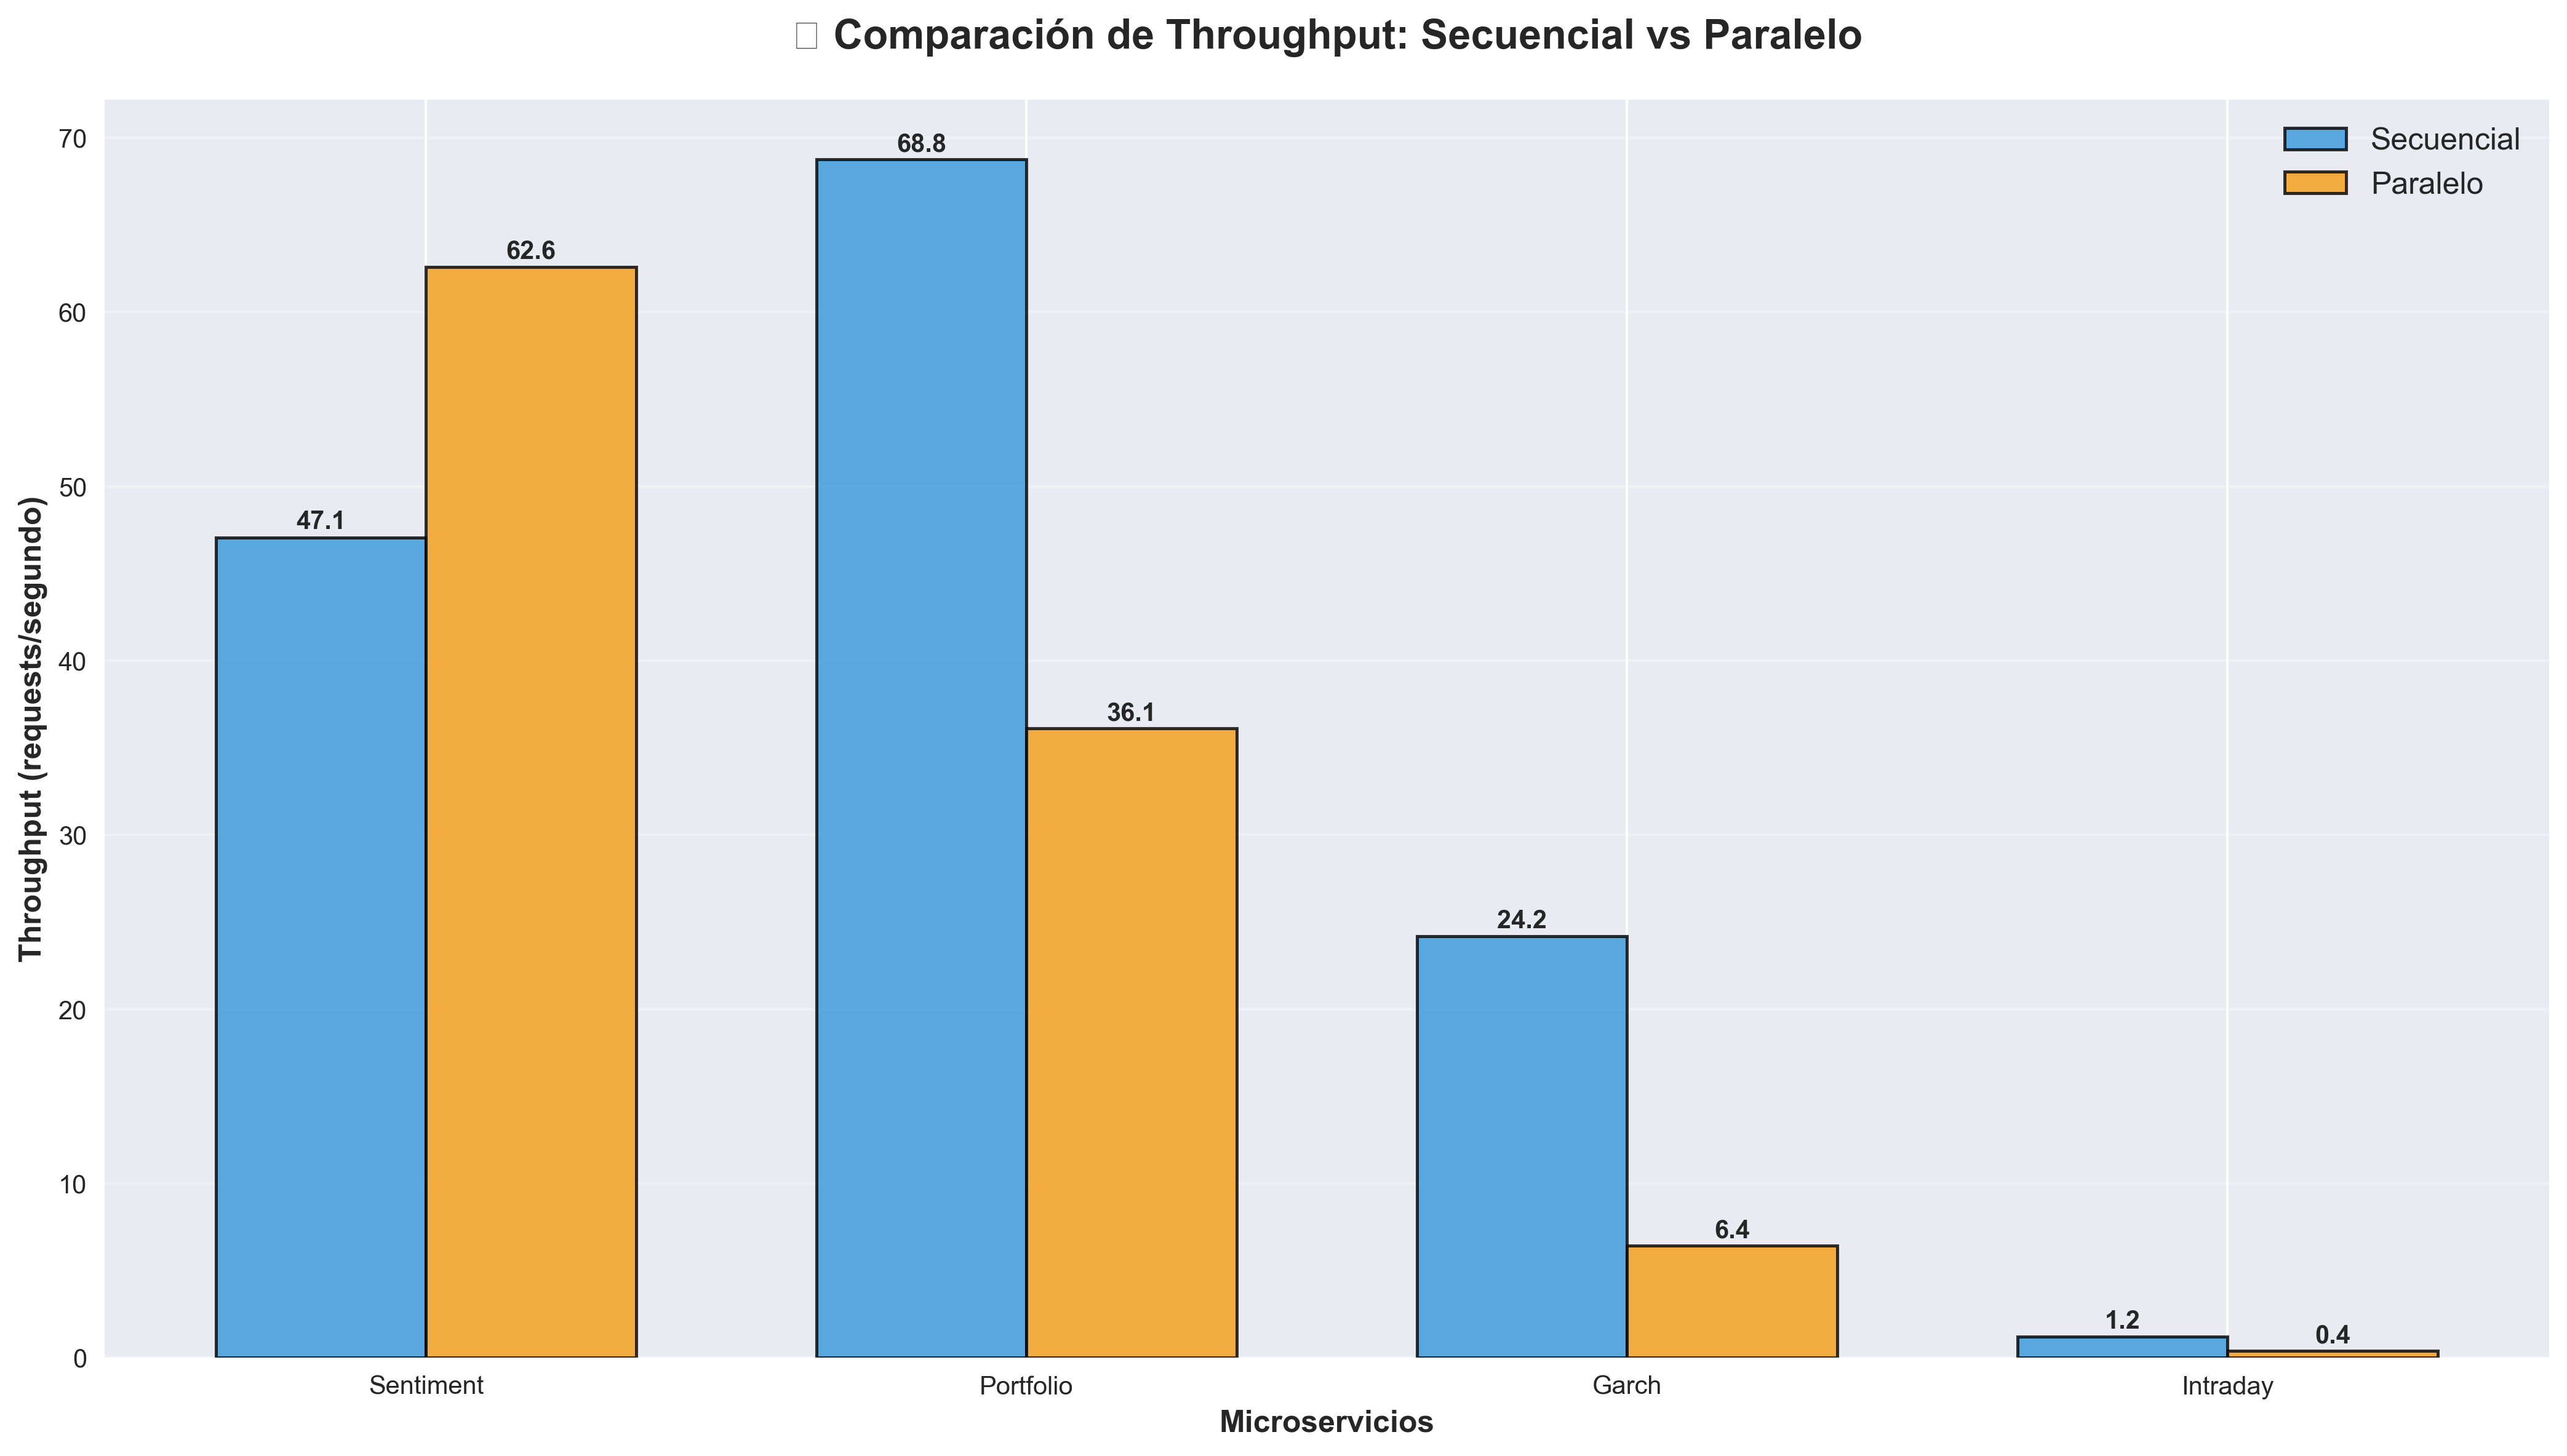 Comparación de Throughput: Secuencial vs Paralelo
Secuencial
Paralelo
Throughput (requests/segundo)
70
60
50
40
30
20
10
0
47.1
62.6
68.8
36.1
24.2
6.4
1.2
0.4
Sentiment
Portfolio
Garch
Intraday
Microservicios